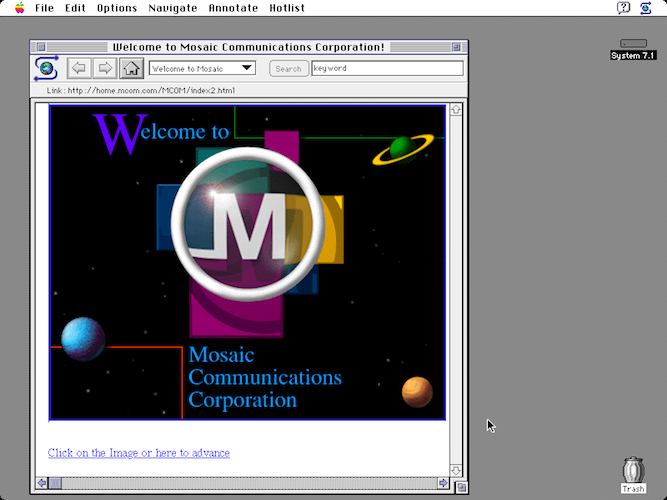 File Edit Options Navigate Annotate Hotlist
Welcome to Mosaic Communications Corporation!
Welcome to Mosaic
Search
keyword
Link: http://home.mcom.com/MCOM/index2.html
System 7.1
Welcome to
M
Mosaic
Communications
Corporation
Click on the Image or here to advance
Trash